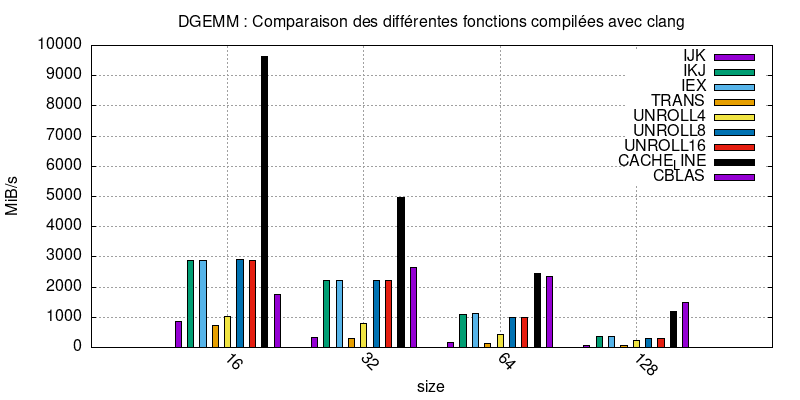 DGEMM : Comparaison des différentes fonctions compilées avec clang
10000
9000
8000
7000
6000
5000
4000
3000
2000
1000
0
MiB/s
IJK
IKJ
IEX
TRANS
UNROLL4
UNROLL8
UNROLL16
CACHELINE
CBLAS
16
32
64
128
size